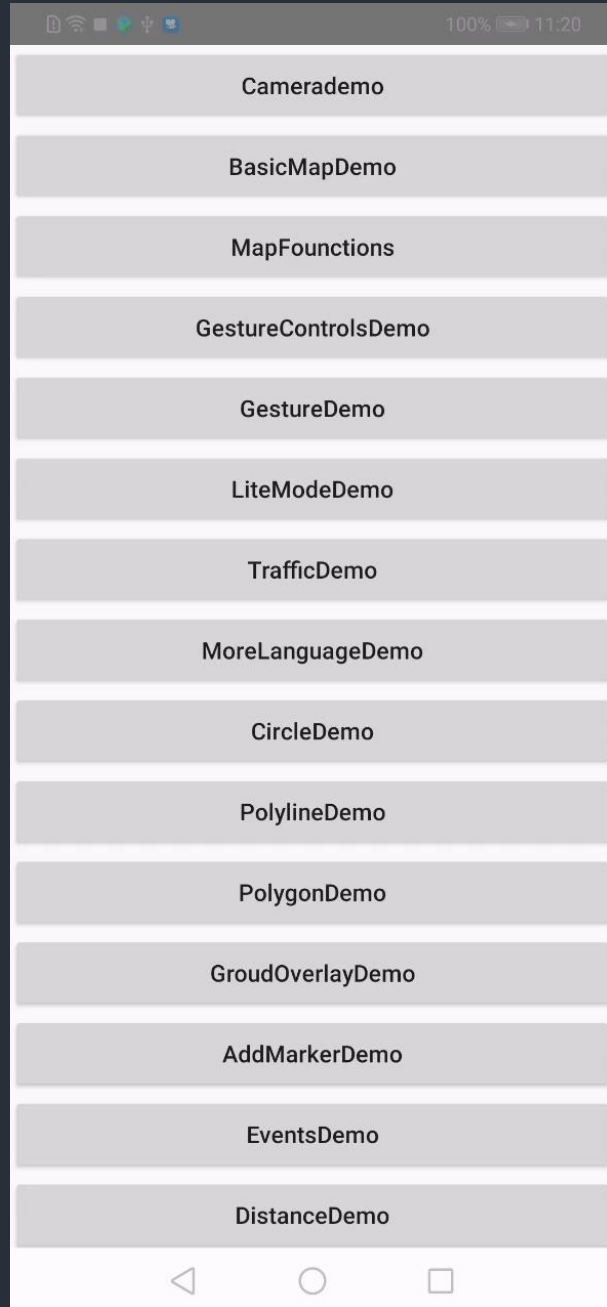 100% 11:20
Camerademo
BasicMapDemo
MapFounctions
GestureControlsDemo
GestureDemo
LiteModeDemo
TrafficDemo
MoreLanguageDemo
CircleDemo
PolylineDemo
PolygonDemo
GroudOverlayDemo
AddMarkerDemo
EventsDemo
DistanceDemo